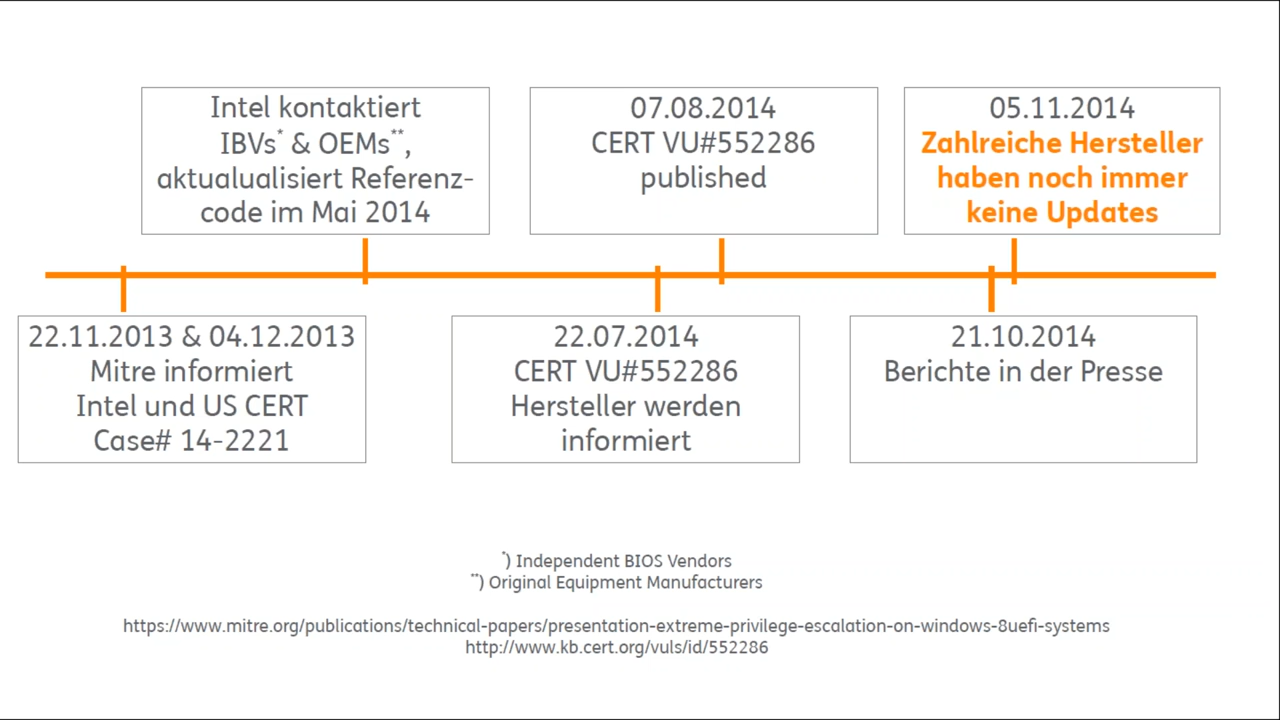 Intel kontaktiert
IBVs* & OEMs**,
aktualualisiert Referenz-
code im Mai 2014
07.08.2014
CERT VU#552286
published
05.11.2014
Zahlreiche Hersteller
haben noch immer
keine Updates
22.11.2013 & 04.12.2013
Mitre informiert
Intel und US CERT
Case# 14-2221
22.07.2014
CERT VU#552286
Hersteller werden
informiert
21.10.2014
Berichte in der Presse
*) Independent BIOS Vendors
**) Original Equipment Manufacturers
https://www.mitre.org/publications/technical-papers/presentation-extreme-privilege-escalation-on-windows-8uefi-systems
http://www.kb.cert.org/vuls/id/552286